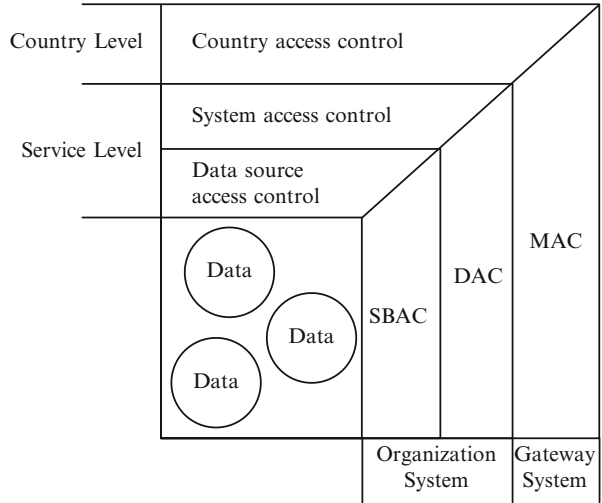 Country Level
Country access control
System access control
Service Level
Data source
access control
Data
Data
Data
SBAC
DAC
MAC
Organization
System
Gateway
System